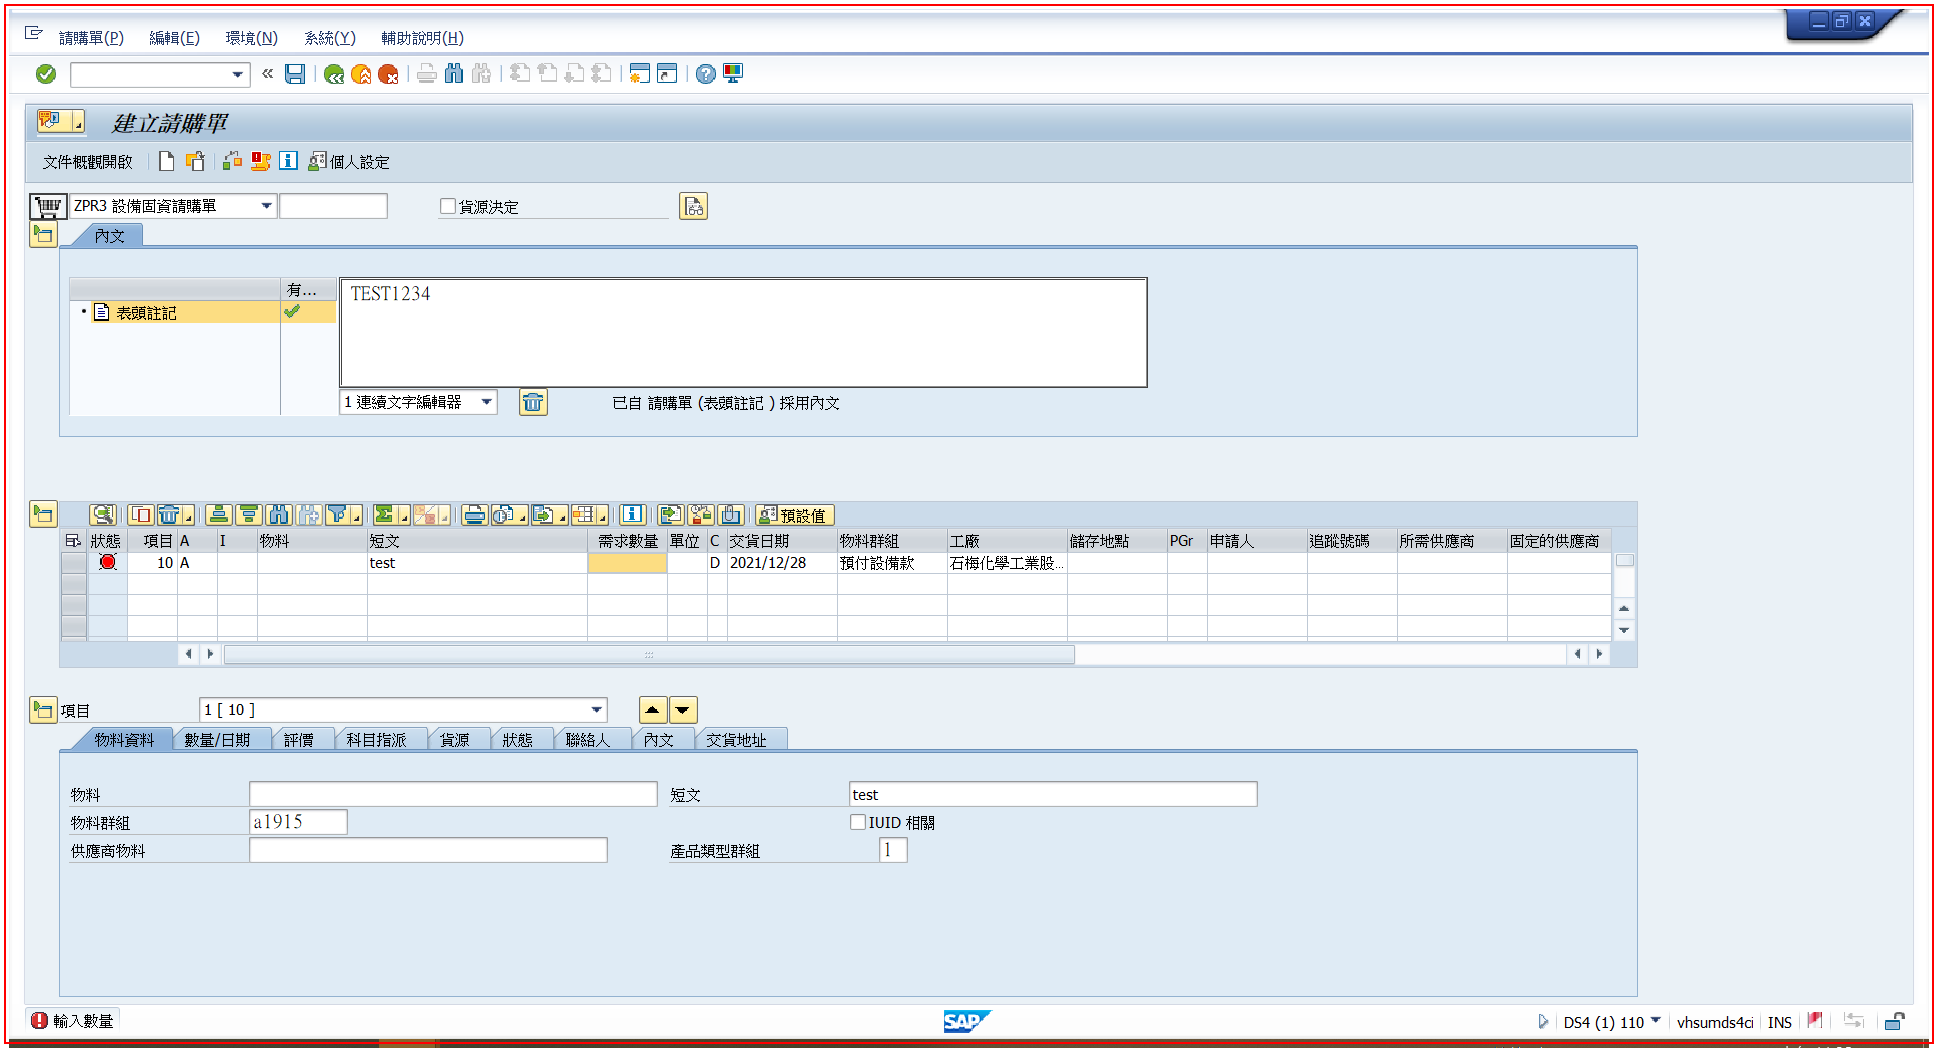 請購單(P) 編輯(E) 環境(N) 系統(Y) 輔助說明(H)
建立請購單
文件概觀開啟 個人設定
ZPR3 設備固資請購單 貨源決定
內文
有...
表頭註記
TEST1234
1 連續文字編輯器 已自 請購單 (表頭註記 ) 採用內文
預設值
狀態 項目 A I 物料 短文 需求數量 單位 C 交貨日期 物料群組 工廠 儲存地點 PGr 申請人 追蹤號碼 所需供應商 固定的供應商
10 A test D 2021/12/28 預付設備款 石梅化學工業股...
項目 1 [ 10 ]
物料資料 數量/日期 評價 科目指派 貨源 狀態 聯絡人 內文 交貨地址
物料 短文 test
物料群組 a1915 IUID 相關
供應商物料 產品類型群組 1
輸入數量 SAP DS4 (1) 110 vhsumds4ci INS